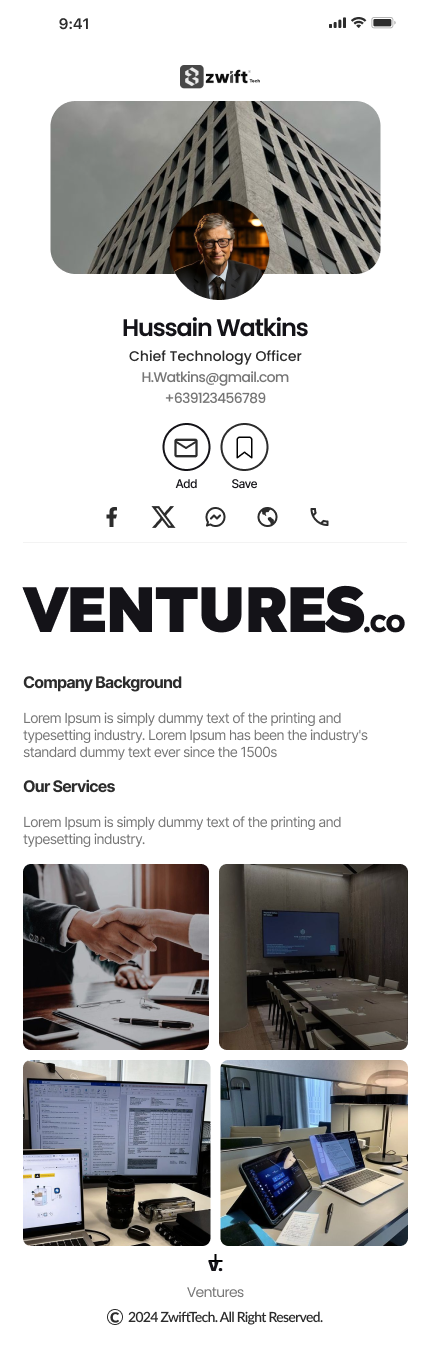 9:41
zwift Tech
Hussain Watkins
Chief Technology Officer
H.Watkins@gmail.com
+639123456789
Add
Save
VENTURES.co
Company Background
Lorem Ipsum is simply dummy text of the printing and
typesetting industry. Lorem Ipsum has been the industry's
standard dummy text ever since the 1500s
Our Services
Lorem Ipsum is simply dummy text of the printing and
typesetting industry.
Ventures
© 2024 ZwiftTech. All Right Reserved.